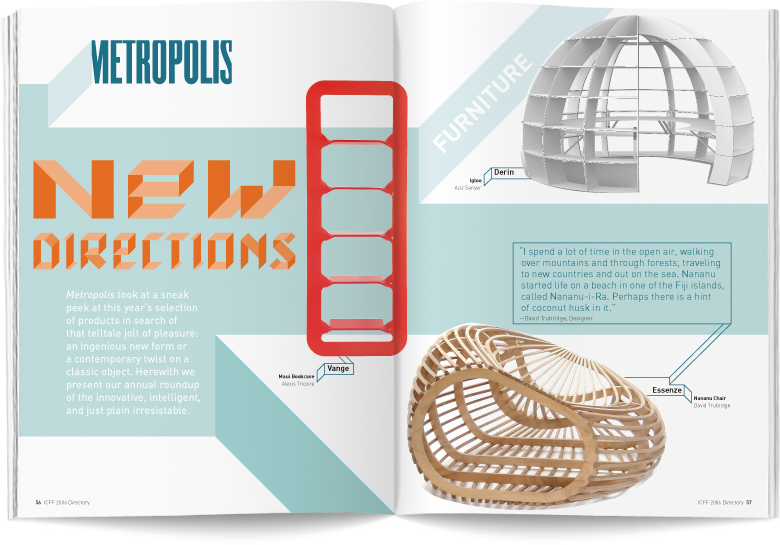 METROPOLIS
NEW
DIRECTIONS
Metropolis took at a sneak
peek at this year's selection
of products in search of
that telltale jolt of pleasure:
an ingenious new form or
a contemporary twist on a
classic object. Herewith we
present our annual roundup
of the innovative, intelligent,
and just plain irresistable.
Vange
Maui Bookcase
Alexis Tricoire
56 ICFF 2006 Directory
FURNITURE
Derin
Igloo
Aziz Sarıyer
"I spend a lot of time in the open air, walking
over mountains and through forests, traveling
to new countries and out on the sea. Nananu
started life on a beach in one of the Fiji islands,
called Nananu-i-Ra. Perhaps there is a hint
of coconut husk in it."
—David Trubridge, Designer
Essenze
Nananu Chair
David Trubridge
ICFF 2006 Directory 57